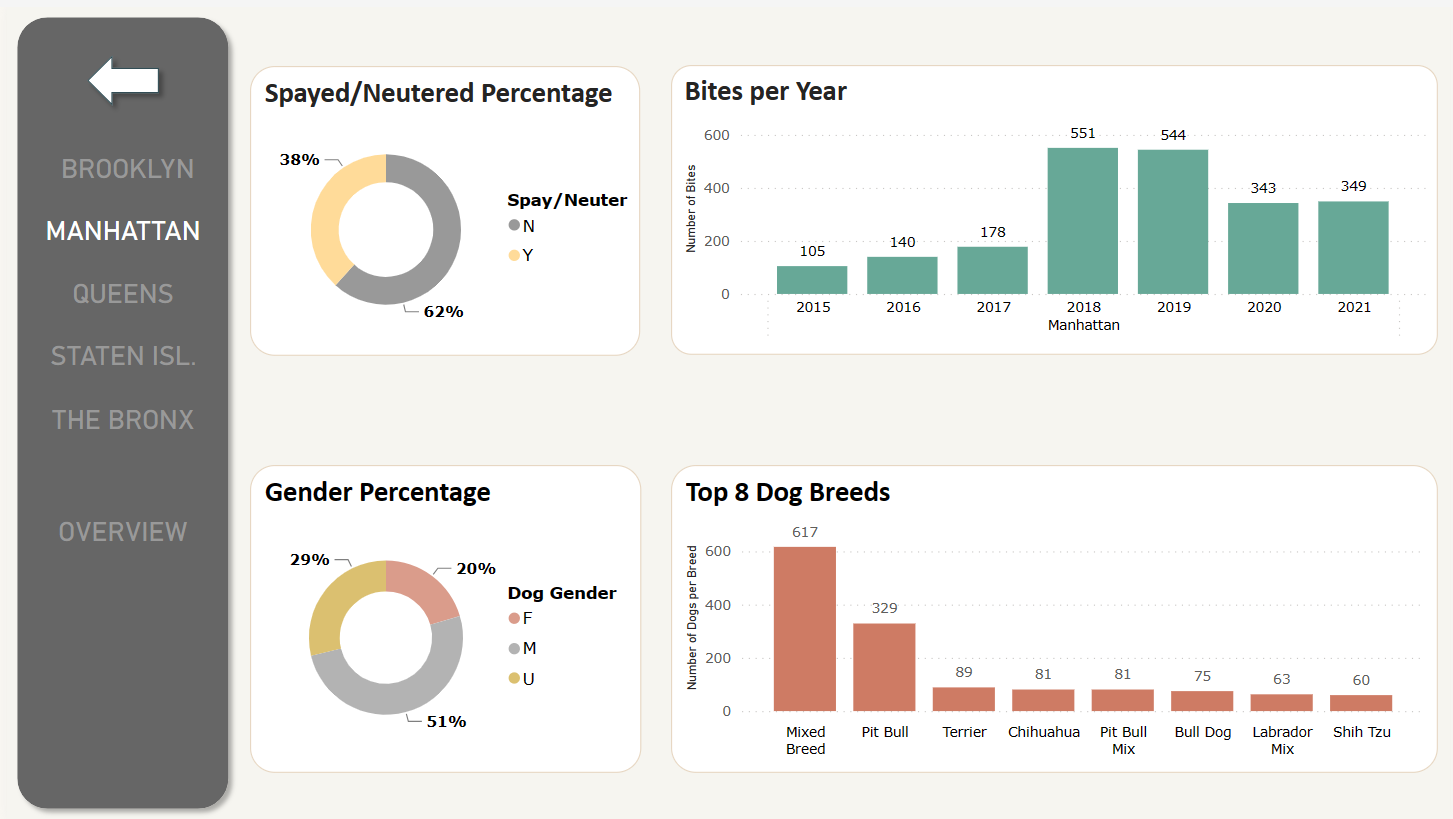 BROOKLYN
MANHATTAN
QUEENS
STATEN ISL.
THE BRONX
OVERVIEW
Spayed/Neutered Percentage
38%
62%
Spay/Neuter
N
Y
Bites per Year
Number of Bites
600
400
200
0
551
544
343
349
105
140
178
2015 2016 2017 2018 2019 2020 2021
Manhattan
Gender Percentage
29%
20%
51%
Dog Gender
F
M
U
Top 8 Dog Breeds
Number of Dogs per Breed
600
400
200
0
617
329
89
81
81
75
63
60
Mixed Breed
Pit Bull
Terrier
Chihuahua
Pit Bull Mix
Bull Dog
Labrador Mix
Shih Tzu